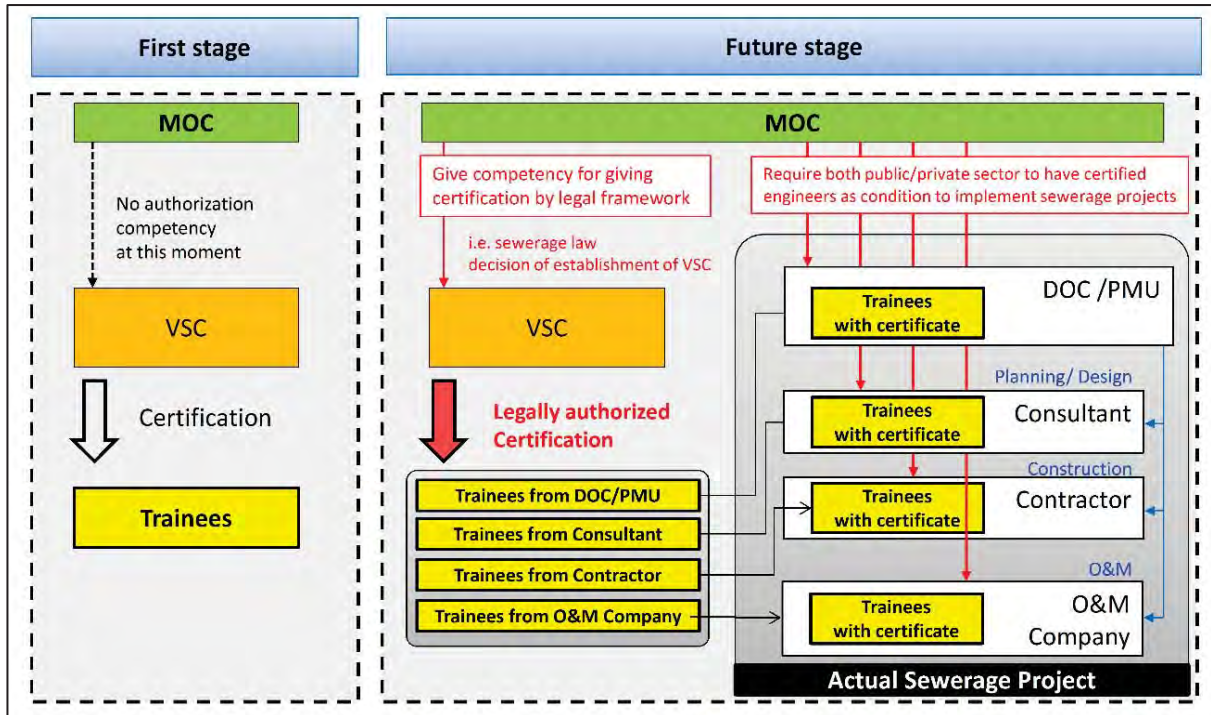 First stage
MOC
No authorization
competency
at this moment
VSC
Certification
Trainees
Future stage
MOC
Give competency for giving
certification by legal framework
Require both public/private sector to have certified
engineers as condition to implement sewerage projects
i.e. sewerage law
decision of establishment of VSC
VSC
Legally authorized
Certification
Trainees from DOC/PMU
Trainees from Consultant
Trainees from Contractor
Trainees from O&M Company
DOC /PMU
Trainees
with certificate
Planning/ Design
Consultant
Trainees
with certificate
Construction
Contractor
Trainees
with certificate
O&M
O&M
Company
Trainees
with certificate
Actual Sewerage Project